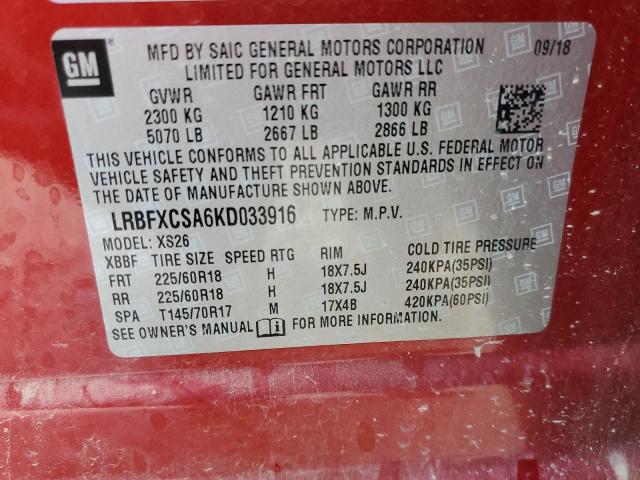 GM
MFD BY SAIC GENERAL MOTORS CORPORATION 09/18
LIMITED FOR GENERAL MOTORS LLC
GVWR GAWR FRT GAWR RR
2300 KG 1210 KG 1300 KG
5070 LB 2667 LB 2866 LB
THIS VEHICLE CONFORMS TO ALL APPLICABLE U.S. FEDERAL MOTOR
VEHICLE SAFETY AND THEFT PREVENTION STANDARDS IN EFFECT ON
THE DATE OF MANUFACTURE SHOWN ABOVE.
LRBFXCSA6KD033916 TYPE: M.P.V.
MODEL: XS26
XBBF TIRE SIZE SPEED RTG RIM COLD TIRE PRESSURE
FRT 225/60R18 H 18X7.5J 240KPA(35PSI)
RR 225/60R18 H 18X7.5J 240KPA(35PSI)
SPA T145/70R17 M 17X4B 420KPA(60PSI)
SEE OWNER'S MANUAL FOR MORE INFORMATION.